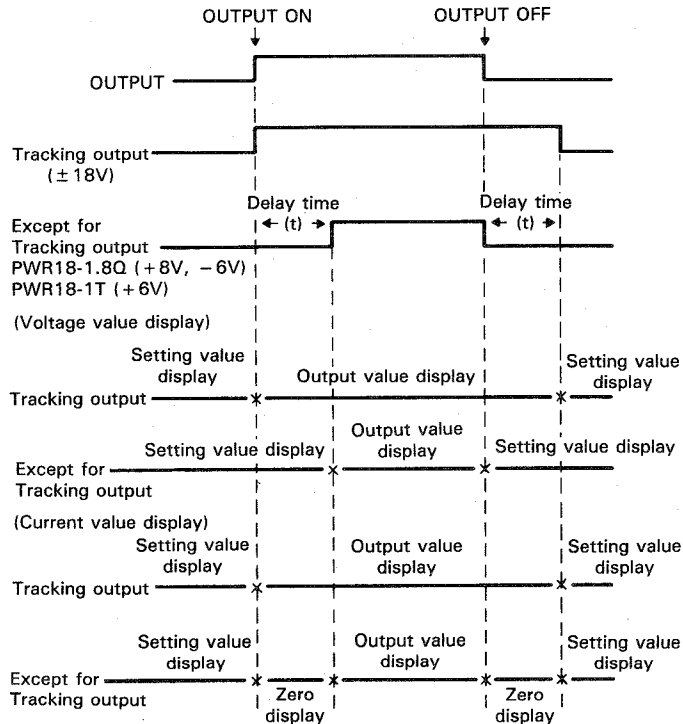 OUTPUT ON OUTPUT OFF
OUTPUT
Tracking output
(± 18V)
Delay time
(t)
Delay time
(t)
Except for
Tracking output
PWR18-1.8Q (+8V, −6V)
PWR18-1T (+6V)
(Voltage value display)
Setting value
display
Output value display
Setting value
display
Tracking output
Setting value display
Output value
display
Setting value display
Except for
Tracking output
(Current value display)
Setting value
display
Output value
display
Setting value
display
Tracking output
Setting value
display
Output value
display
Setting value
display
Except for
Tracking output
Zero
display
Zero
display